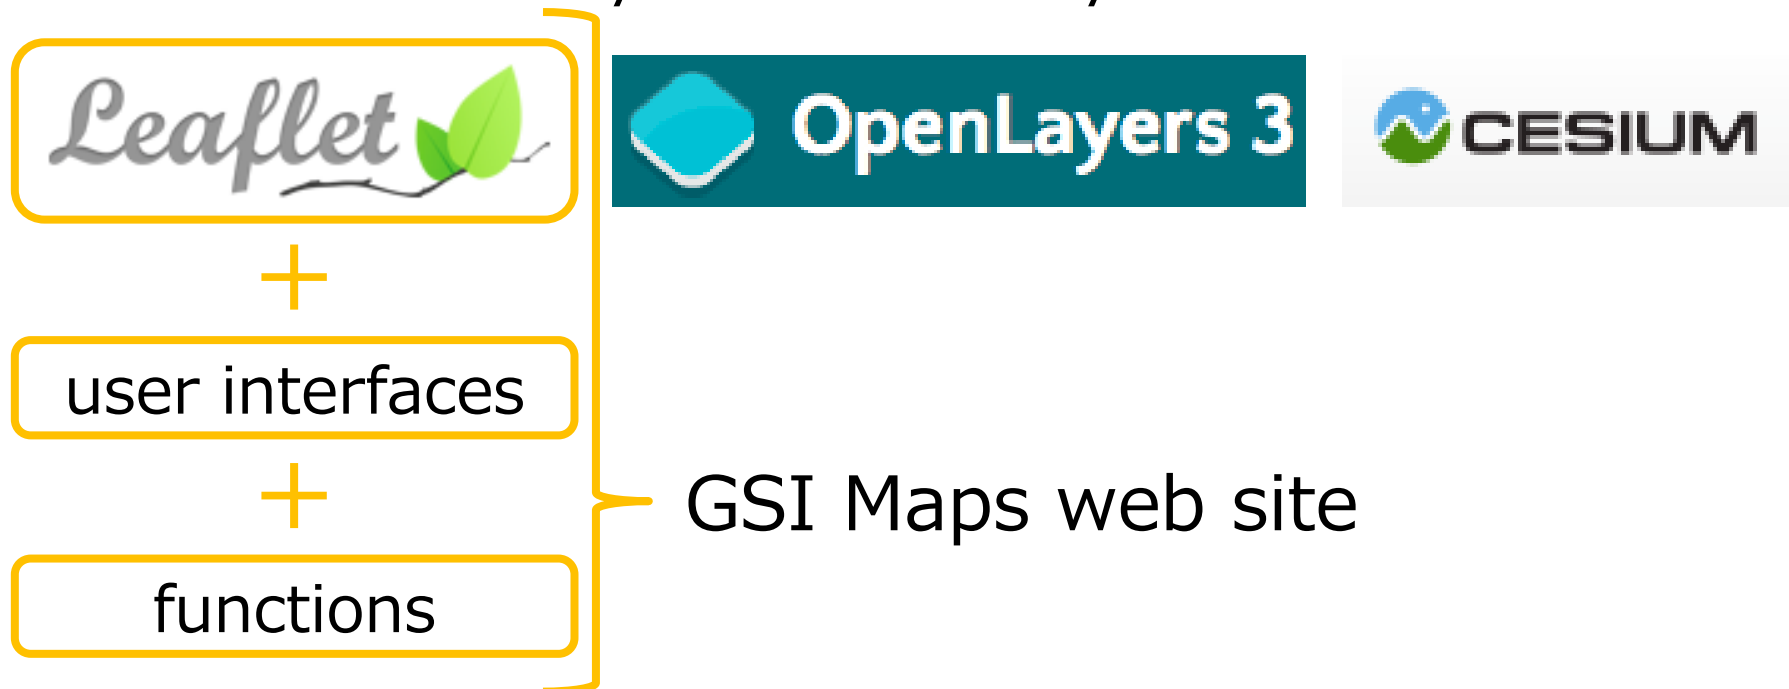 Leaflet
OpenLayers 3
CESIUM
+
user interfaces
+
functions
GSI Maps web site